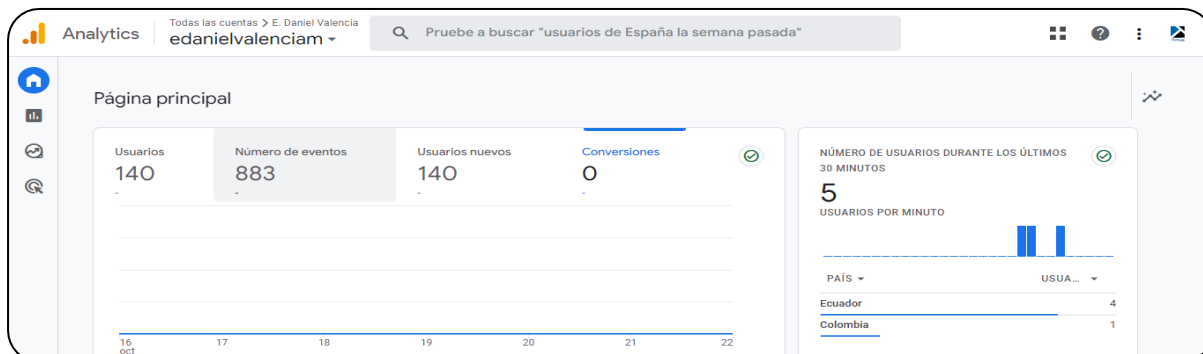 Analytics
Todas las cuentas > E. Daniel Valencia
edanielvalenciam
Pruebe a buscar "usuarios de España la semana pasada"
Página principal
Usuarios
140
-
Número de eventos
883
-
Usuarios nuevos
140
-
Conversiones
0
-
16
oct
17
18
19
20
21
22
NÚMERO DE USUARIOS DURANTE LOS ÚLTIMOS
30 MINUTOS
5
USUARIOS POR MINUTO
PAÍS
USUA...
Ecuador 4
Colombia 1